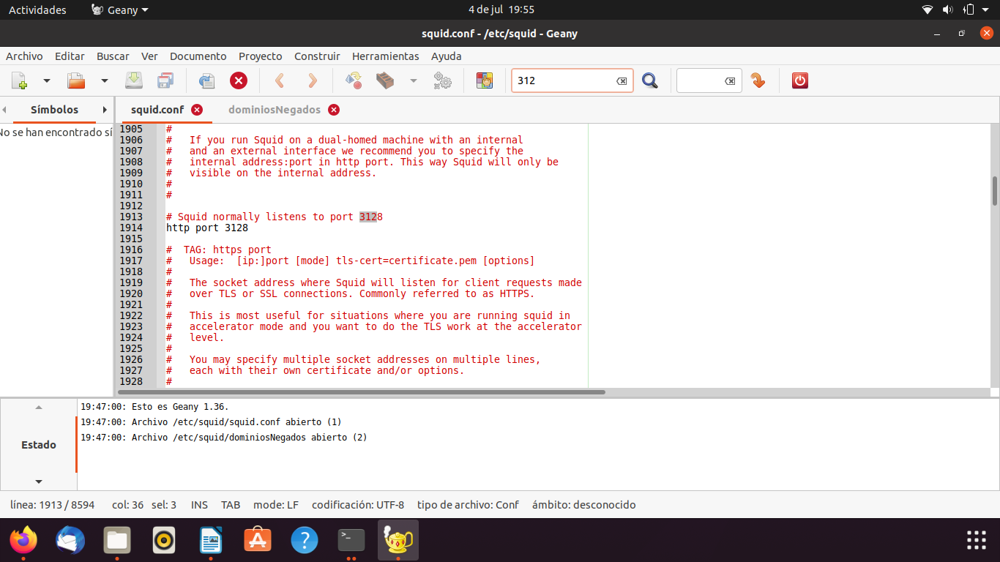 Actividades
Geany
4 de jul 19:55
squid.conf - /etc/squid - Geany
Archivo Editar Buscar Ver Documento Proyecto Construir Herramientas Ayuda
312
Símbolos
squid.conf
dominiosNegados
No se han encontrado sí
1905 #
1906 # If you run Squid on a dual-homed machine with an internal
1907 # and an external interface we recommend you to specify the
1908 # internal address:port in http port. This way Squid will only be
1909 # visible on the internal address.
1910 #
1911 #
1912
1913 # Squid normally listens to port 3128
1914 http port 3128
1915
1916 # TAG: https port
1917 # Usage: [ip:]port [mode] tls-cert=certificate.pem [options]
1918 #
1919 # The socket address where Squid will listen for client requests made
1920 # over TLS or SSL connections. Commonly referred to as HTTPS.
1921 #
1922 # This is most useful for situations where you are running squid in
1923 # accelerator mode and you want to do the TLS work at the accelerator
1924 # level.
1925 #
1926 # You may specify multiple socket addresses on multiple lines,
1927 # each with their own certificate and/or options.
1928 #
Estado
19:47:00: Esto es Geany 1.36.
19:47:00: Archivo /etc/squid/squid.conf abierto (1)
19:47:00: Archivo /etc/squid/dominiosNegados abierto (2)
línea: 1913 / 8594 col: 36 sel: 3 INS TAB mode: LF codificación: UTF-8 tipo de archivo: Conf ámbito: desconocido